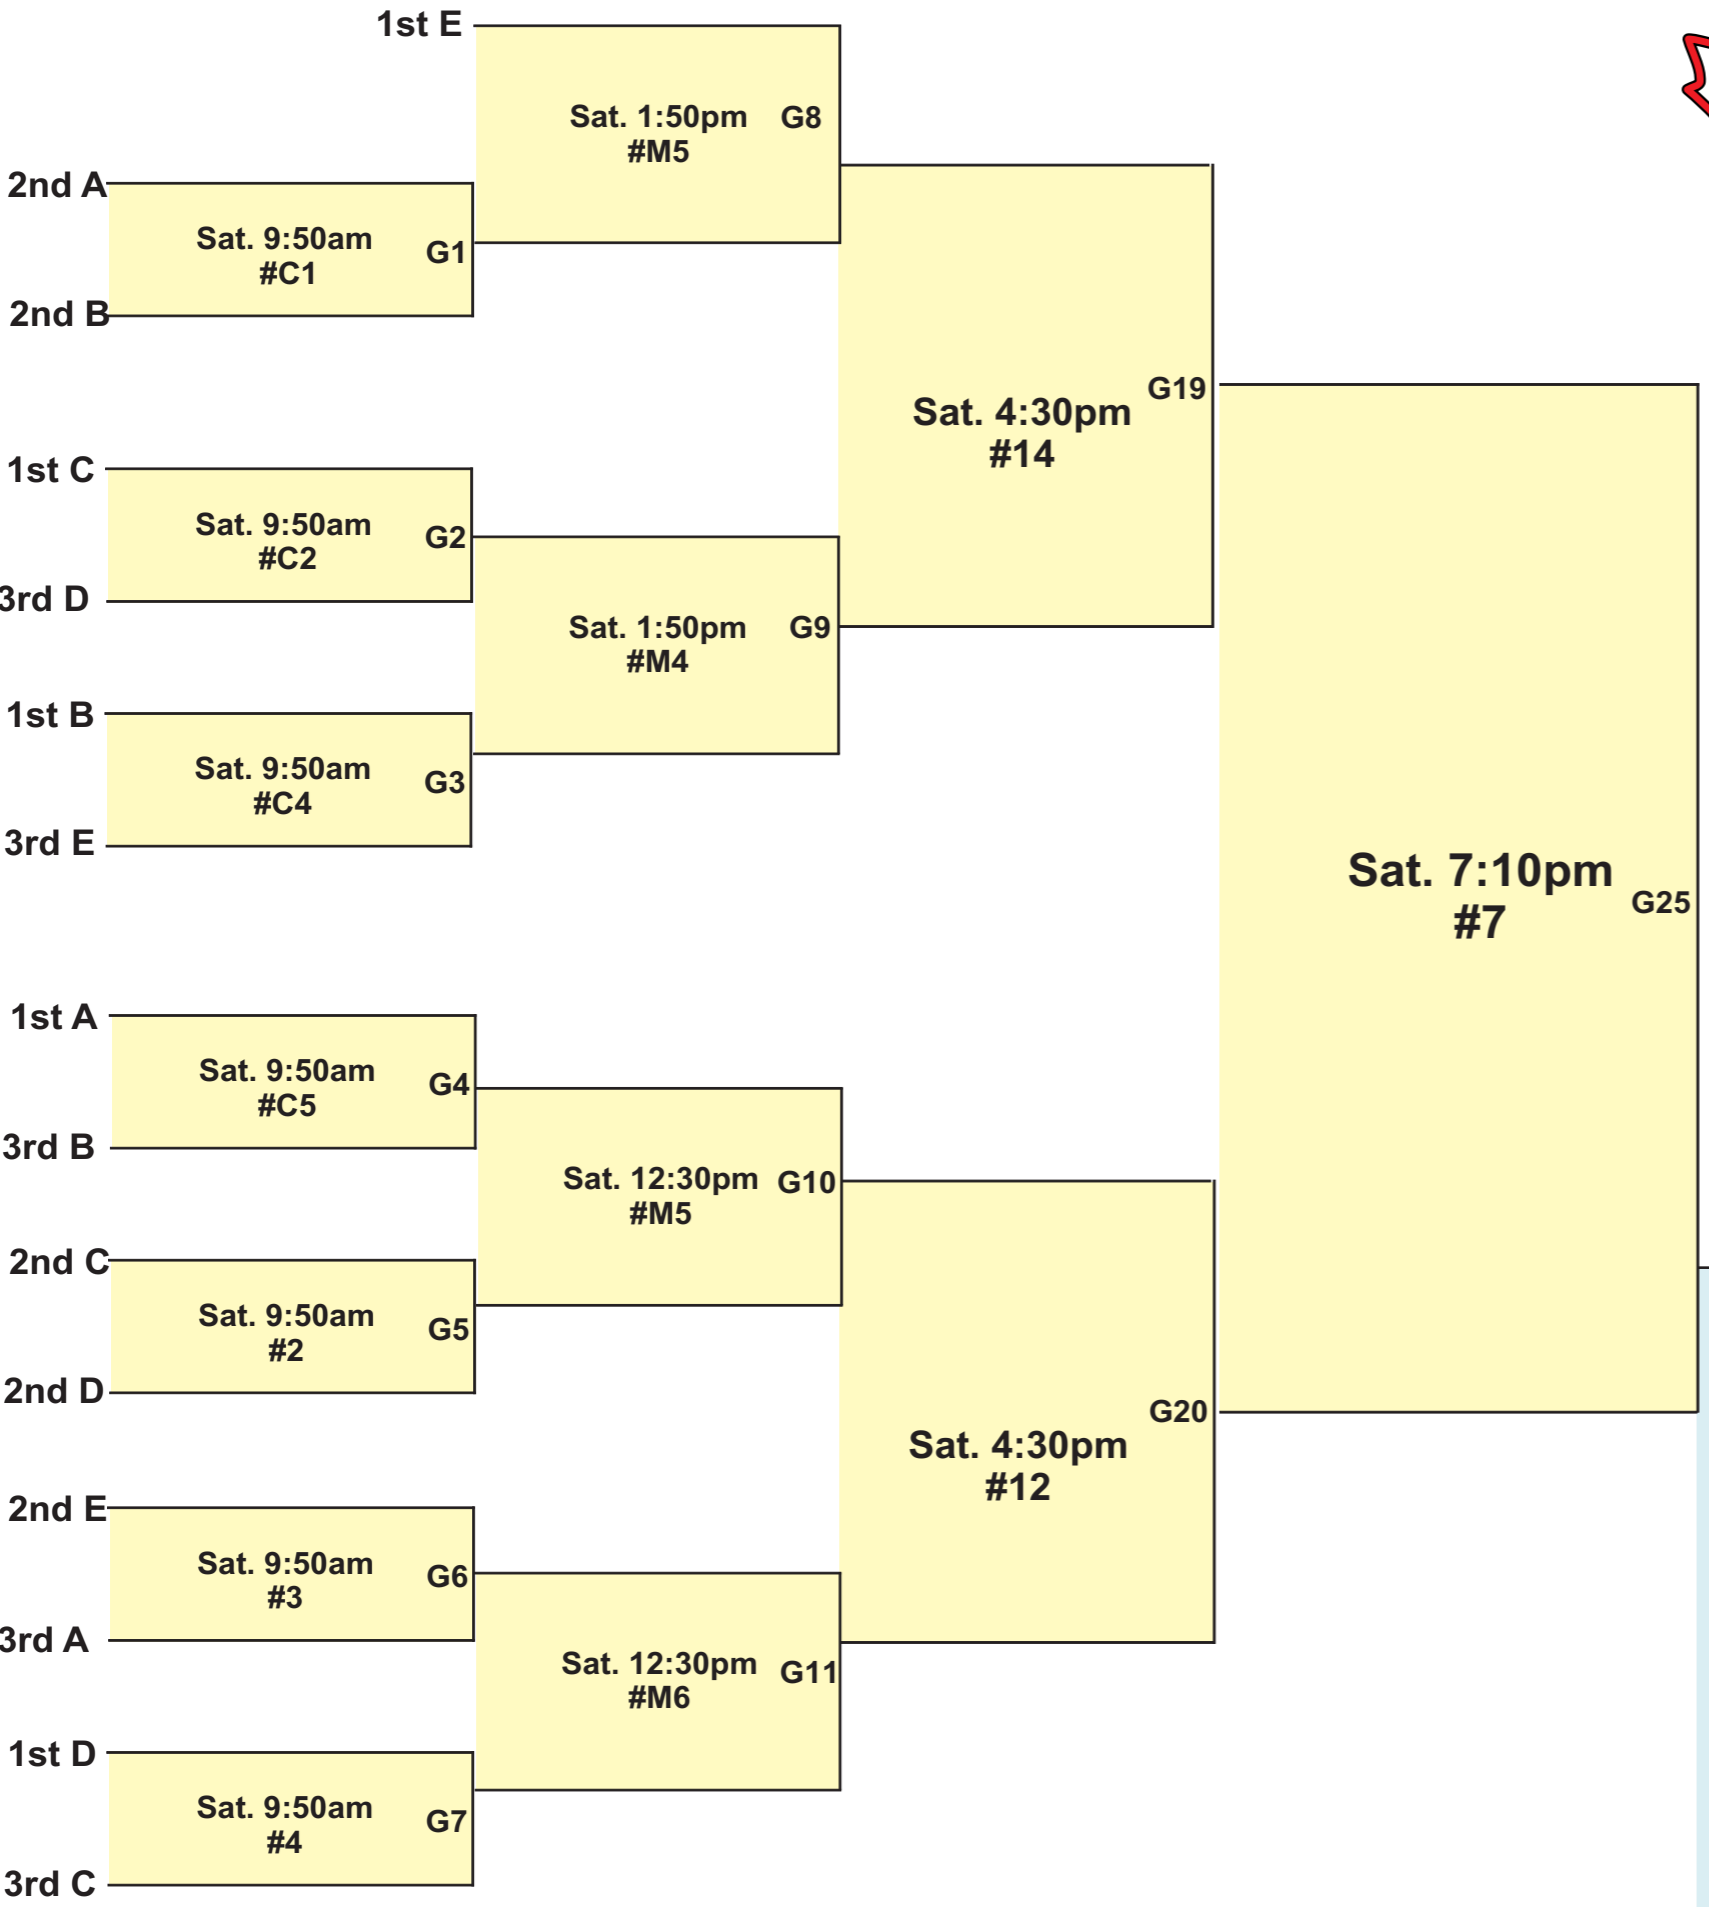 1st E
Sat. 1:50pm G8
#M5
2nd A
Sat. 9:50am G1
#C1
2nd B
1st C
Sat. 9:50am G2
#C2
3rd D
Sat. 1:50pm G9
#M4
1st B
Sat. 9:50am G3
#C4
3rd E
Sat. 4:30pm G19
#14
Sat. 7:10pm G25
#7
1st A
Sat. 9:50am G4
#C5
3rd B
Sat. 12:30pm G10
#M5
2nd C
Sat. 9:50am G5
#2
2nd D
Sat. 4:30pm G20
#12
2nd E
Sat. 9:50am G6
#3
3rd A
Sat. 12:30pm G11
#M6
1st D
Sat. 9:50am G7
#4
3rd C